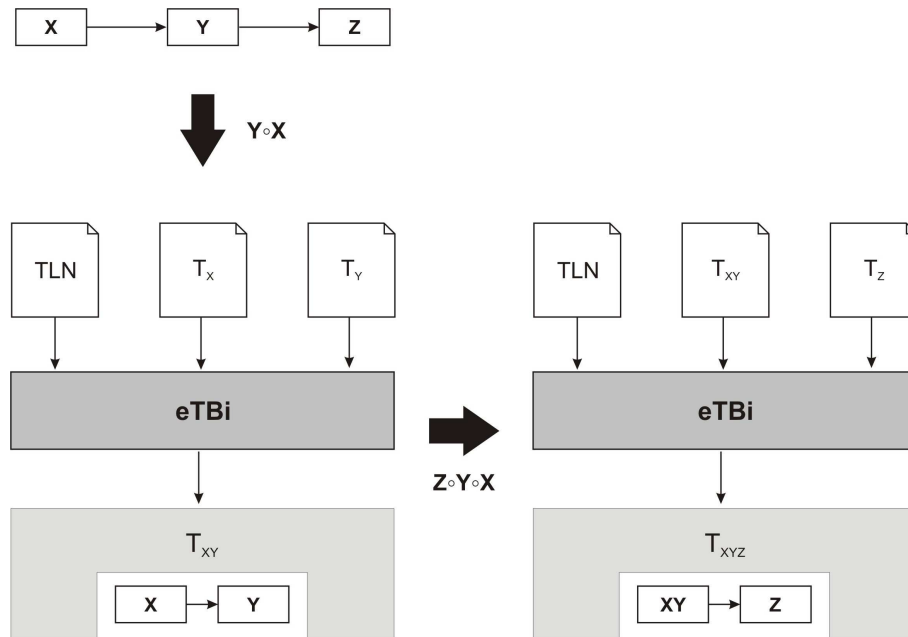 X Y Z
Y∘X
TLN T_X T_Y TLN T_XY T_Z
eTBi eTBi
Z∘Y∘X
T_XY T_XYZ
X Y XY Z